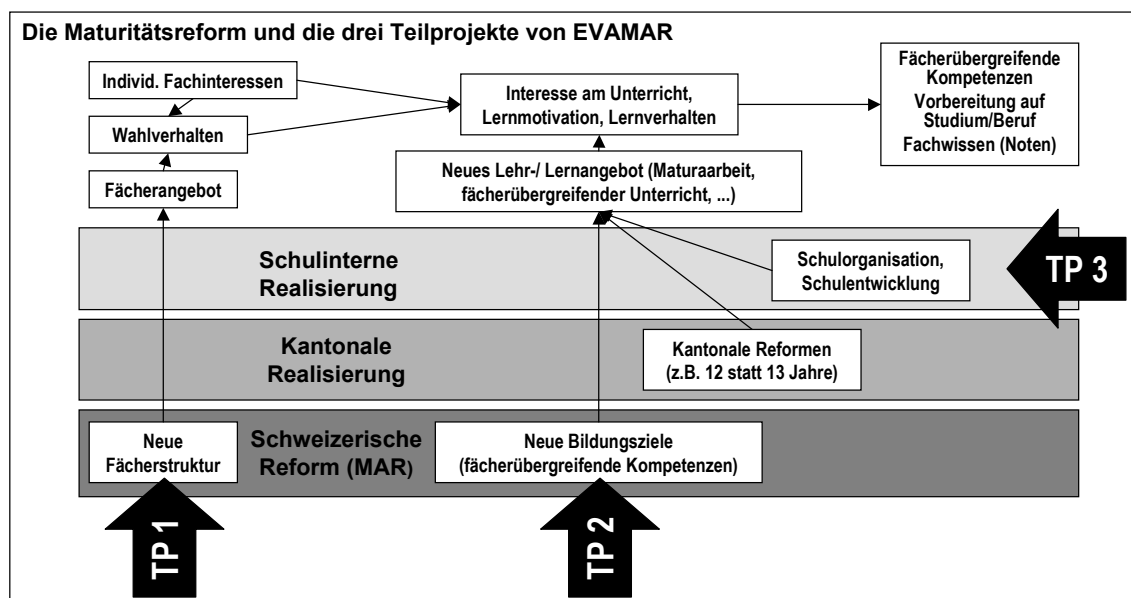 Die Maturitätsreform und die drei Teilprojekte von EVAMAR
Individ. Fachinteressen
Wahlverhalten
Fächerangebot
Interesse am Unterricht,
Lernmotivation, Lernverhalten
Neues Lehr-/ Lernangebot (Maturaarbeit,
fächerübergreifender Unterricht, ...)
Fächerübergreifende
Kompetenzen
Vorbereitung auf
Studium/Beruf
Fachwissen (Noten)
Schulinterne
Realisierung
Schulorganisation,
Schulentwicklung
TP 3
Kantonale
Realisierung
Kantonale Reformen
(z.B. 12 statt 13 Jahre)
Neue
Fächerstruktur
Schweizerische
Reform (MAR)
Neue Bildungsziele
(fächerübergreifende Kompetenzen)
TP 1
TP 2